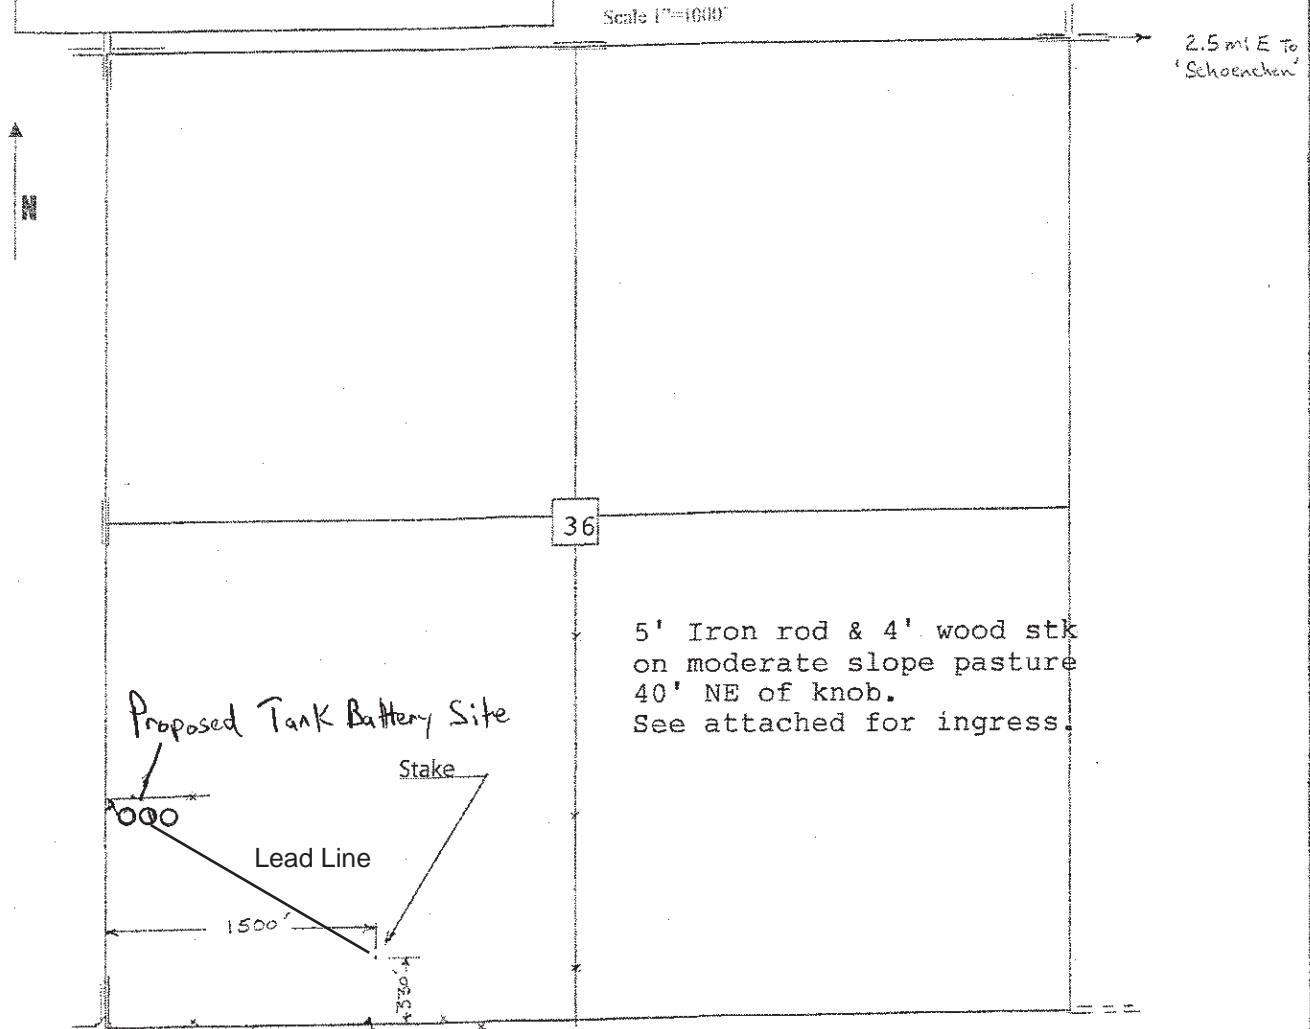 Scale 1"=1000'
2.5 mi E To
'Schoenchen'
N
36
5' Iron rod & 4' wood stk
on moderate slope pasture
40' NE of knob.
See attached for ingress.
Proposed Tank Battery Site
Stake
Lead Line
1500'
330'